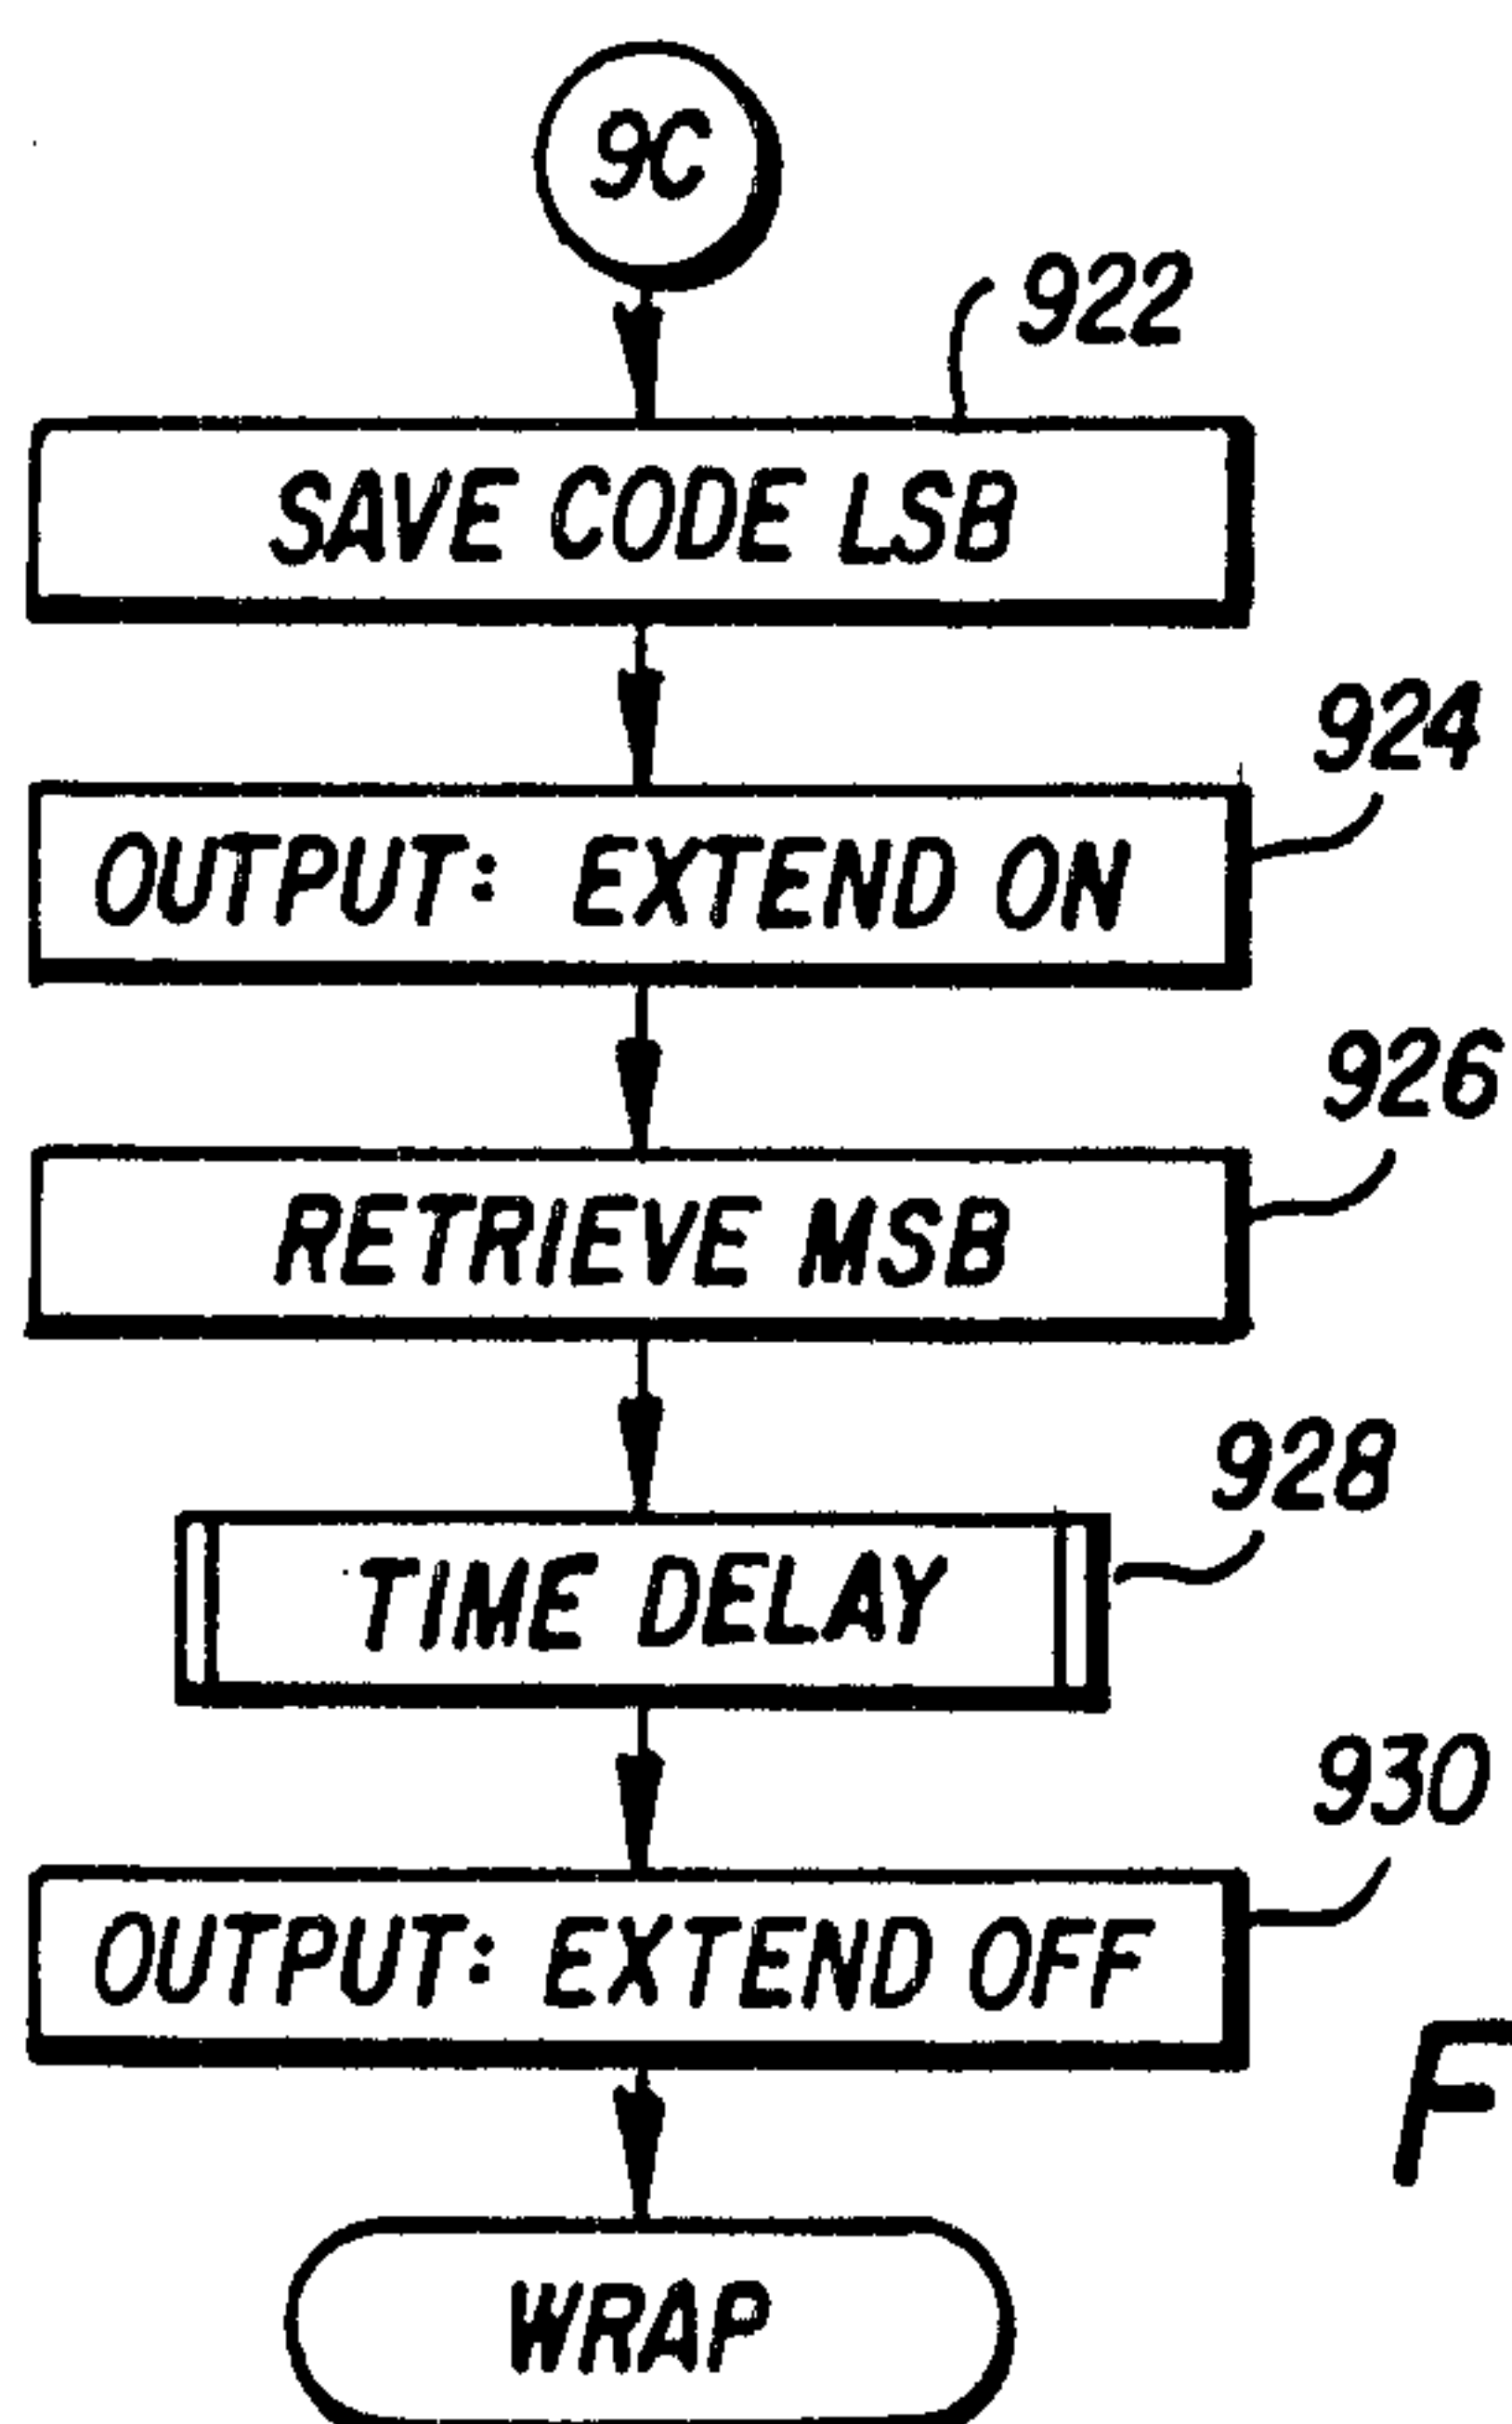 9C
922
SAVE CODE LSB
924
OUTPUT: EXTEND ON
926
RETRIEVE MSB
928
TIME DELAY
930
OUTPUT: EXTEND OFF
F
WRAP